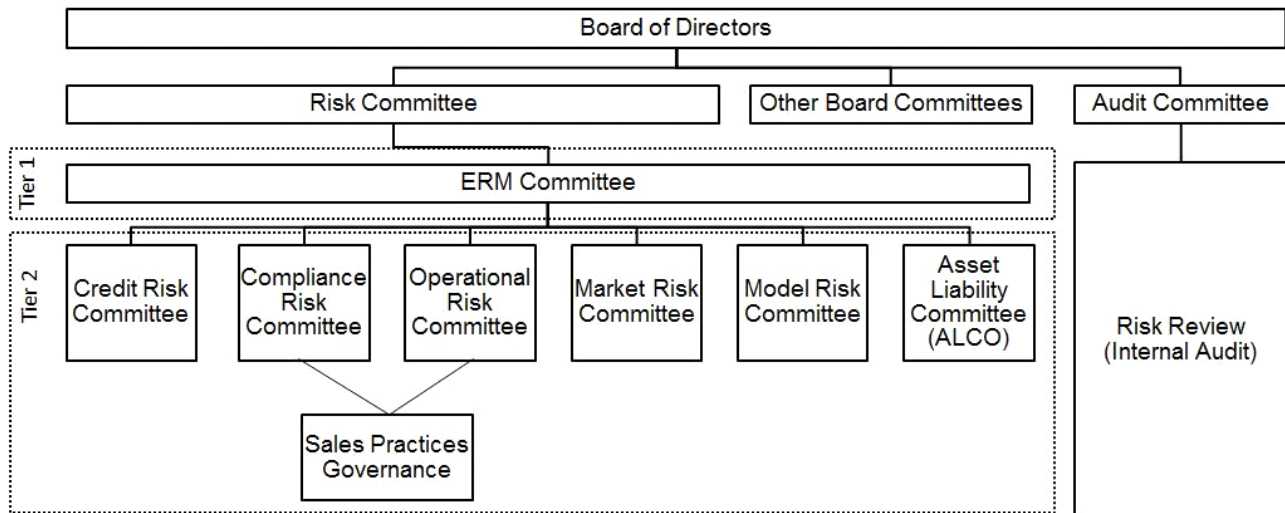 Board of Directors
Risk Committee
Other Board Committees
Audit Committee
Tier 1
ERM Committee
Tier 2
Credit Risk
Committee
Compliance
Risk
Committee
Operational
Risk
Committee
Market Risk
Committee
Model Risk
Committee
Asset
Liability
Committee
(ALCO)
Risk Review
(Internal Audit)
Sales Practices
Governance